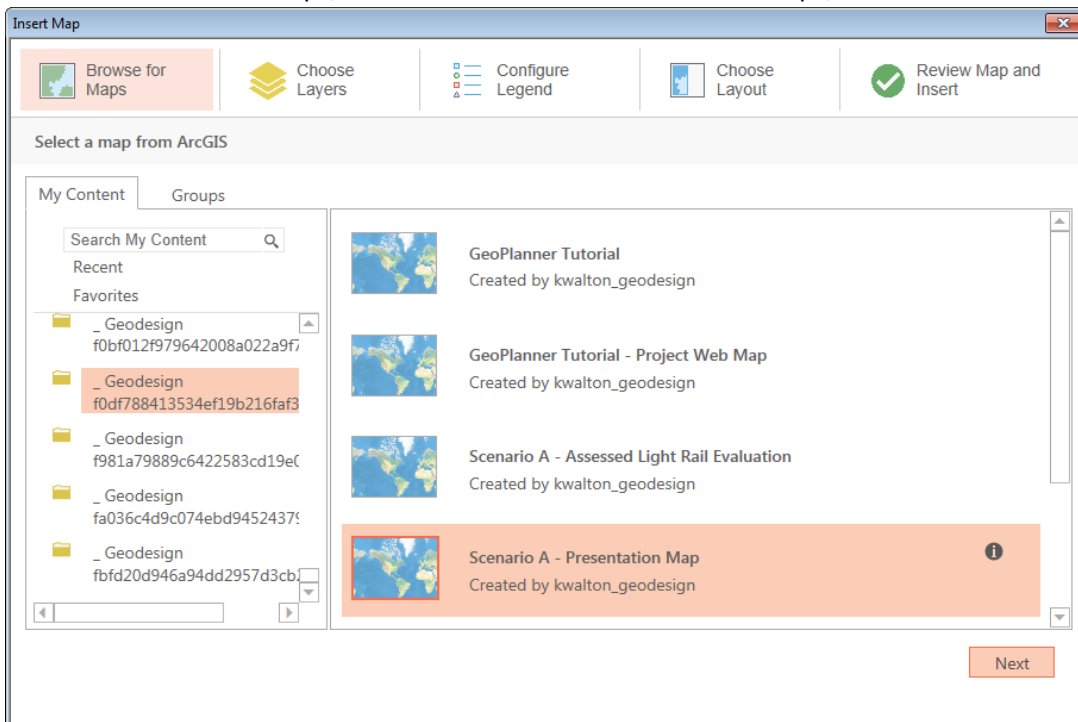 Insert Map
Browse for
Maps
Choose
Layers
Configure
Legend
Choose
Layout
Review Map and
Insert
Select a map from ArcGIS
My Content
Groups
Search My Content
Recent
Favorites
_ Geodesign
f0bf012f979642008a022a9f7
_ Geodesign
f0df788413534ef19b216faf3
_ Geodesign
f981a79889c6422583cd19e0
_ Geodesign
fa036c4d9c074ebd94524379
_ Geodesign
fbfd20d946a94dd2957d3cb2
GeoPlanner Tutorial
Created by kwalton_geodesign
GeoPlanner Tutorial - Project Web Map
Created by kwalton_geodesign
Scenario A - Assessed Light Rail Evaluation
Created by kwalton_geodesign
Scenario A - Presentation Map
Created by kwalton_geodesign
Next